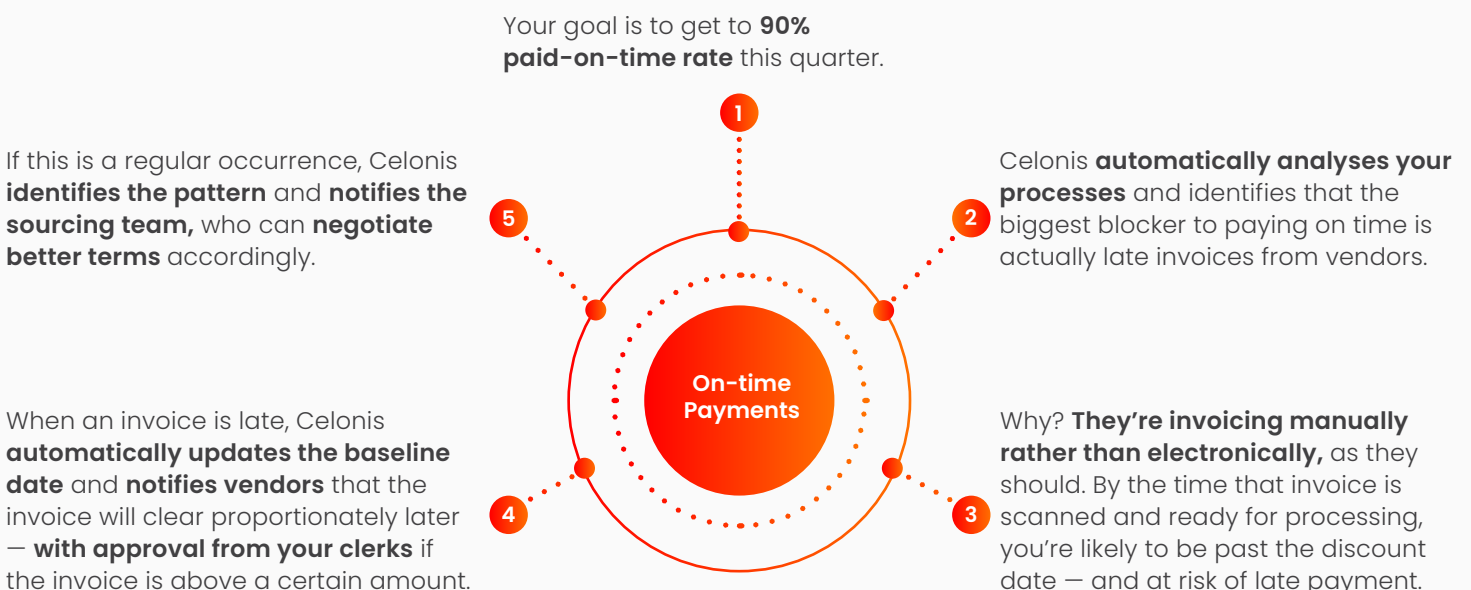 Your goal is to get to 90%
paid-on-time rate this quarter.
1
Celonis automatically analyses your
processes and identifies that the
biggest blocker to paying on time is
actually late invoices from vendors.
2
Why? They’re invoicing manually
rather than electronically, as they
should. By the time that invoice is
scanned and ready for processing,
you’re likely to be past the discount
date — and at risk of late payment.
3
When an invoice is late, Celonis
automatically updates the baseline
date and notifies vendors that the
invoice will clear proportionately later
— with approval from your clerks if
the invoice is above a certain amount.
4
If this is a regular occurrence, Celonis
identifies the pattern and notifies the
sourcing team, who can negotiate
better terms accordingly.
5
On-time
Payments